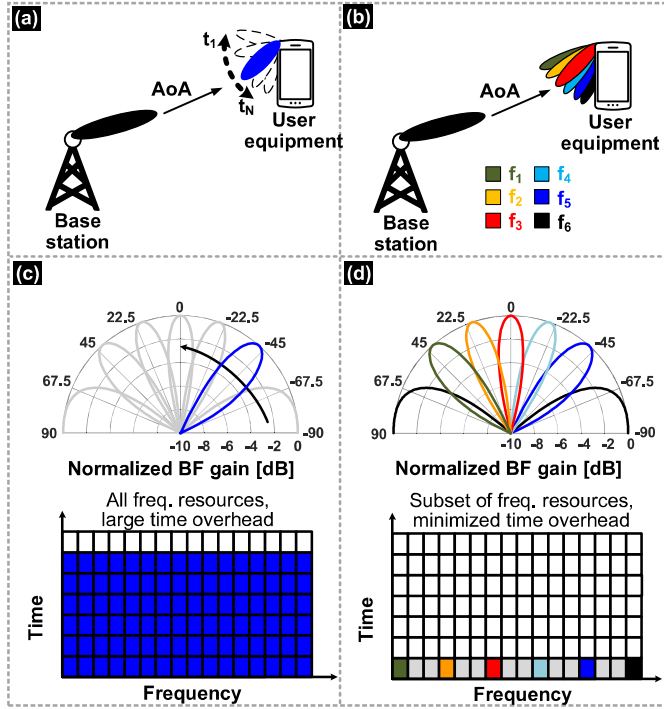 (a)
t1
tN
AoA
User
equipment
Base
station
(b)
AoA
User
equipment
f1
f4
f2
f5
f3
f6
Base
station
(c)
0
22.5
-22.5
45
-45
67.5
-67.5
90
-90
-10 -8 -6 -4 -2 0
Normalized BF gain [dB]
All freq. resources,
large time overhead
Time
Frequency
(d)
0
22.5
-22.5
45
-45
67.5
-67.5
90
-90
-10 -8 -6 -4 -2 0
Normalized BF gain [dB]
Subset of freq. resources,
minimized time overhead
Time
Frequency